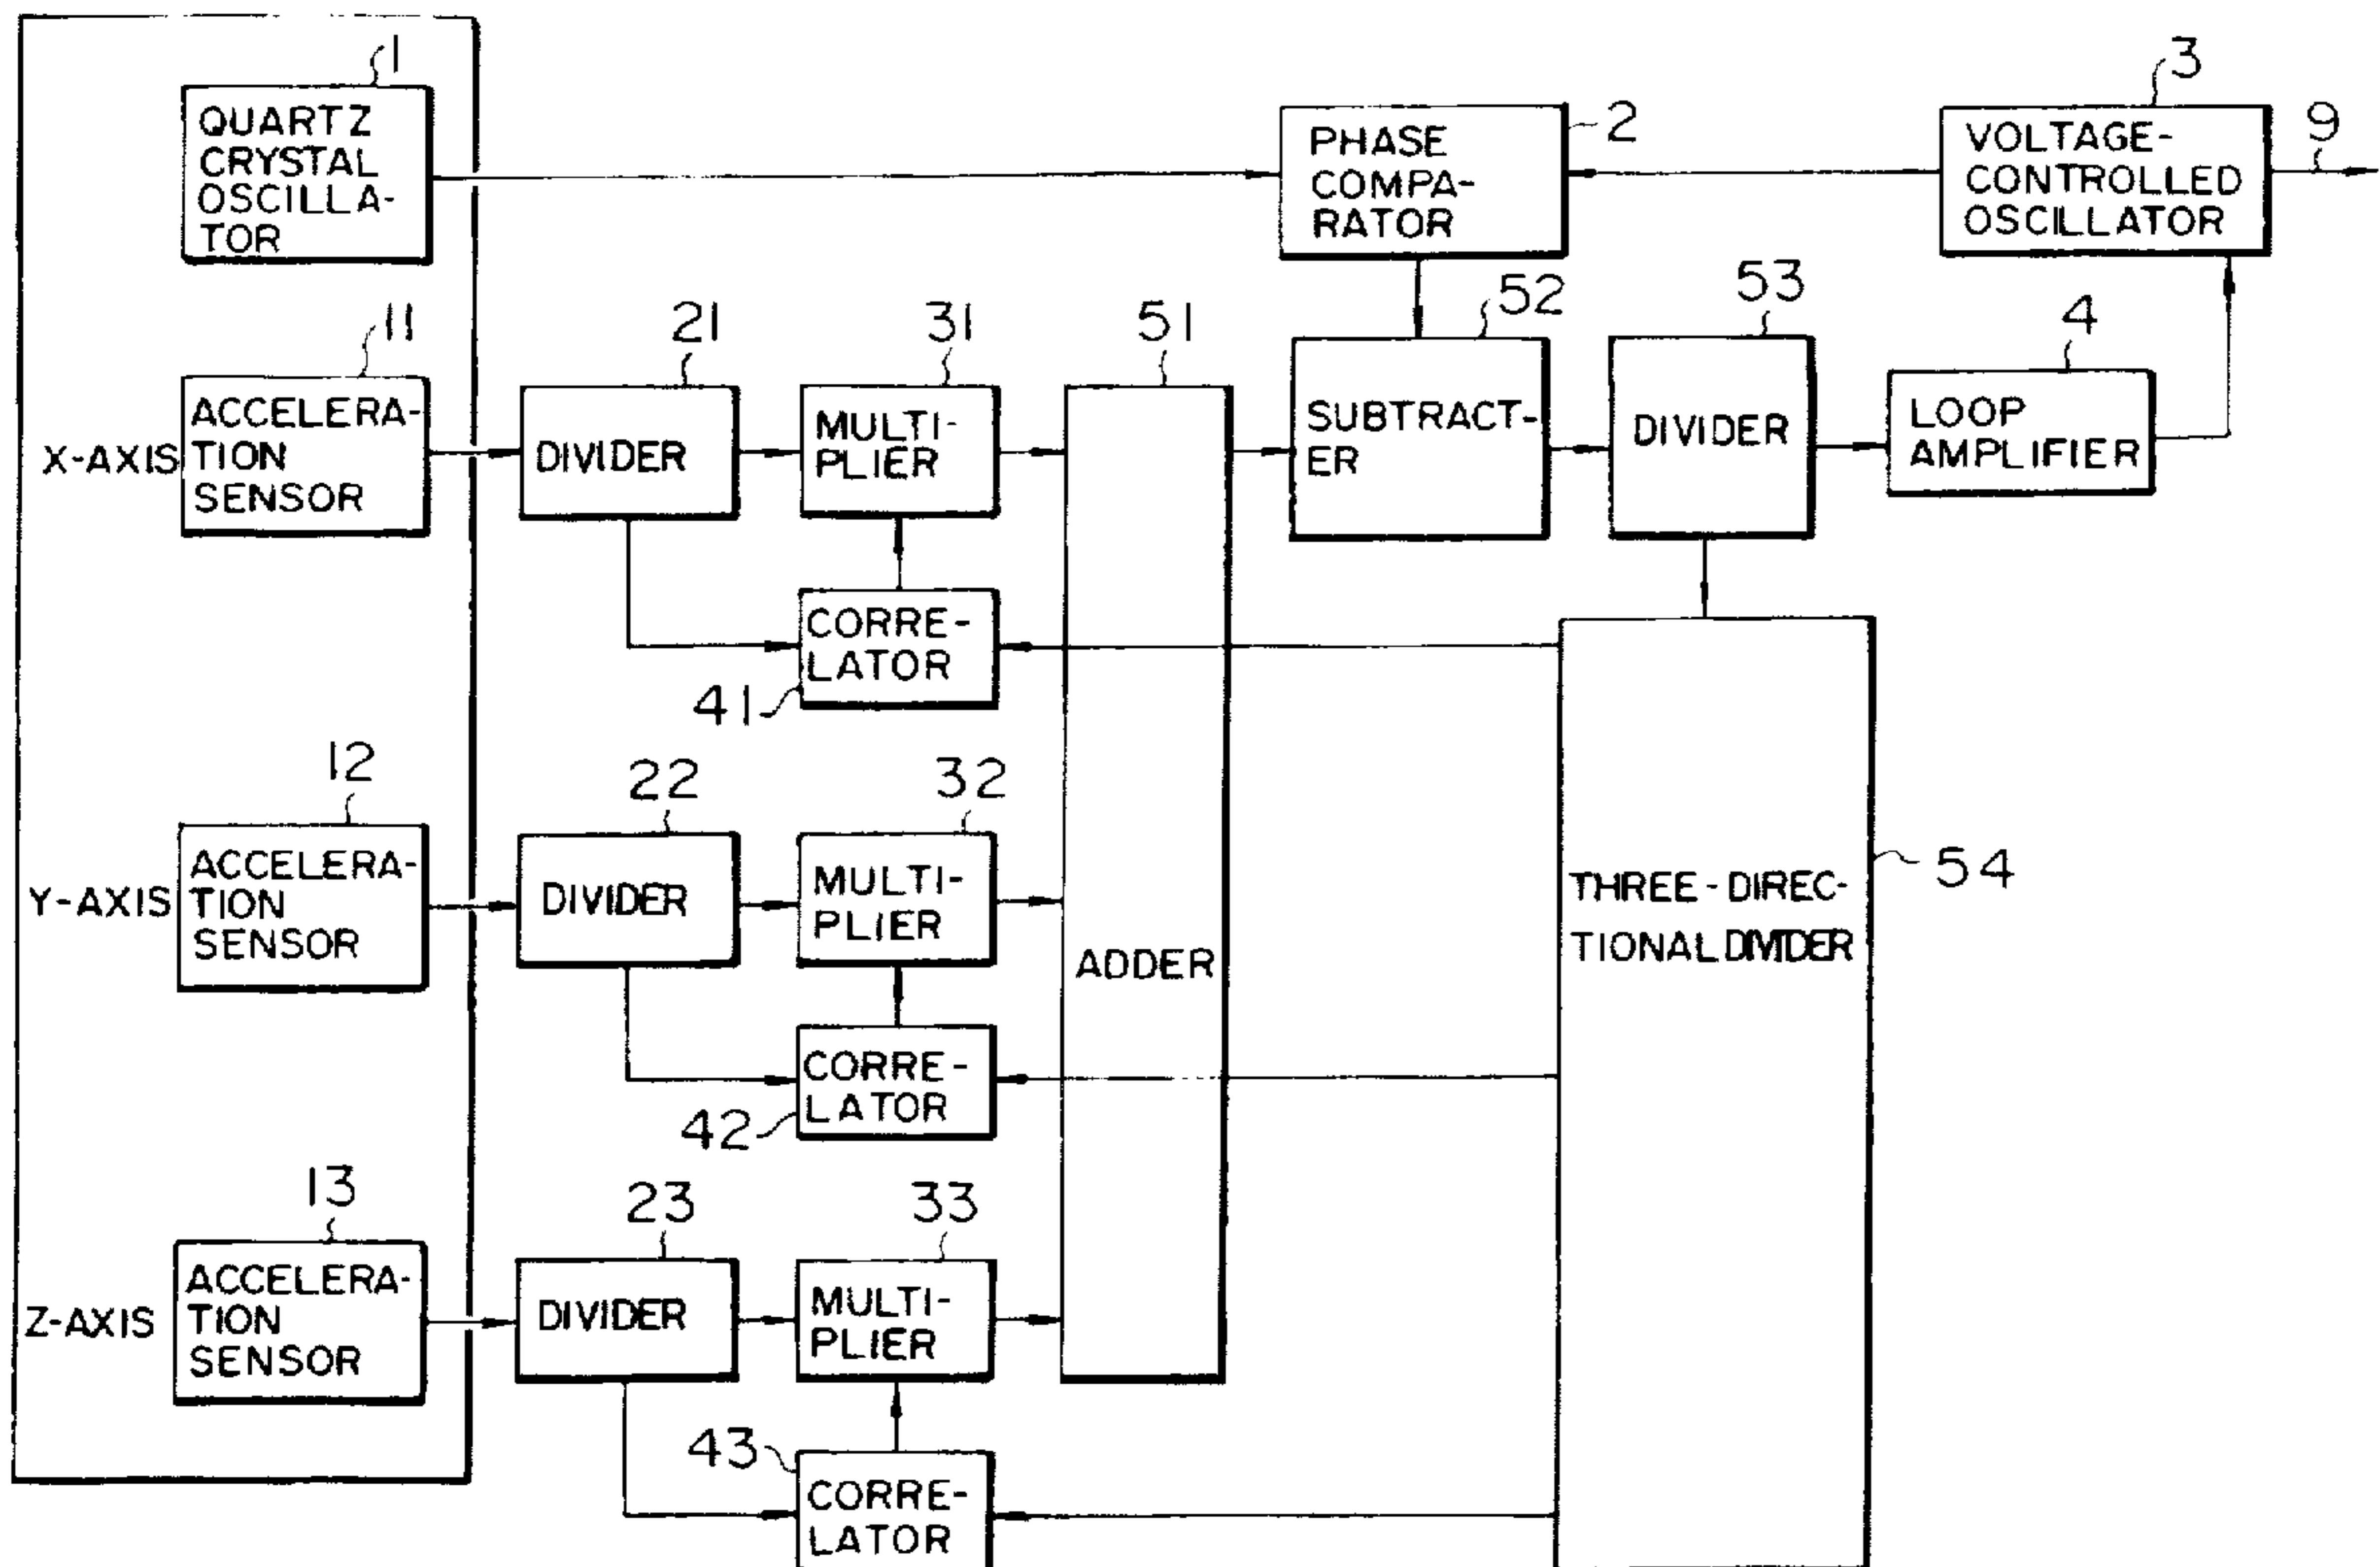 1
QUARTZ
CRYSTAL
OSCILLA-
TOR
2
PHASE
COMPA-
RATOR
3
VOLTAGE-
CONTROLLED
OSCILLATOR
9
X-AXIS
11
ACCELERA-
TION
SENSOR
21
DIVIDER
31
MULTI-
PLIER
51
ADDER
52
SUBTRACT-
ER
53
DIVIDER
4
LOOP
AMPLIFIER
CORRE-
LATOR
41
Y-AXIS
12
ACCELERA-
TION
SENSOR
22
DIVIDER
32
MULTI-
PLIER
THREE-DIREC-
TIONAL DIVIDER
54
CORRE-
LATOR
42
Z-AXIS
13
ACCELERA-
TION
SENSOR
23
DIVIDER
33
MULTI-
PLIER
43
CORRE-
LATOR